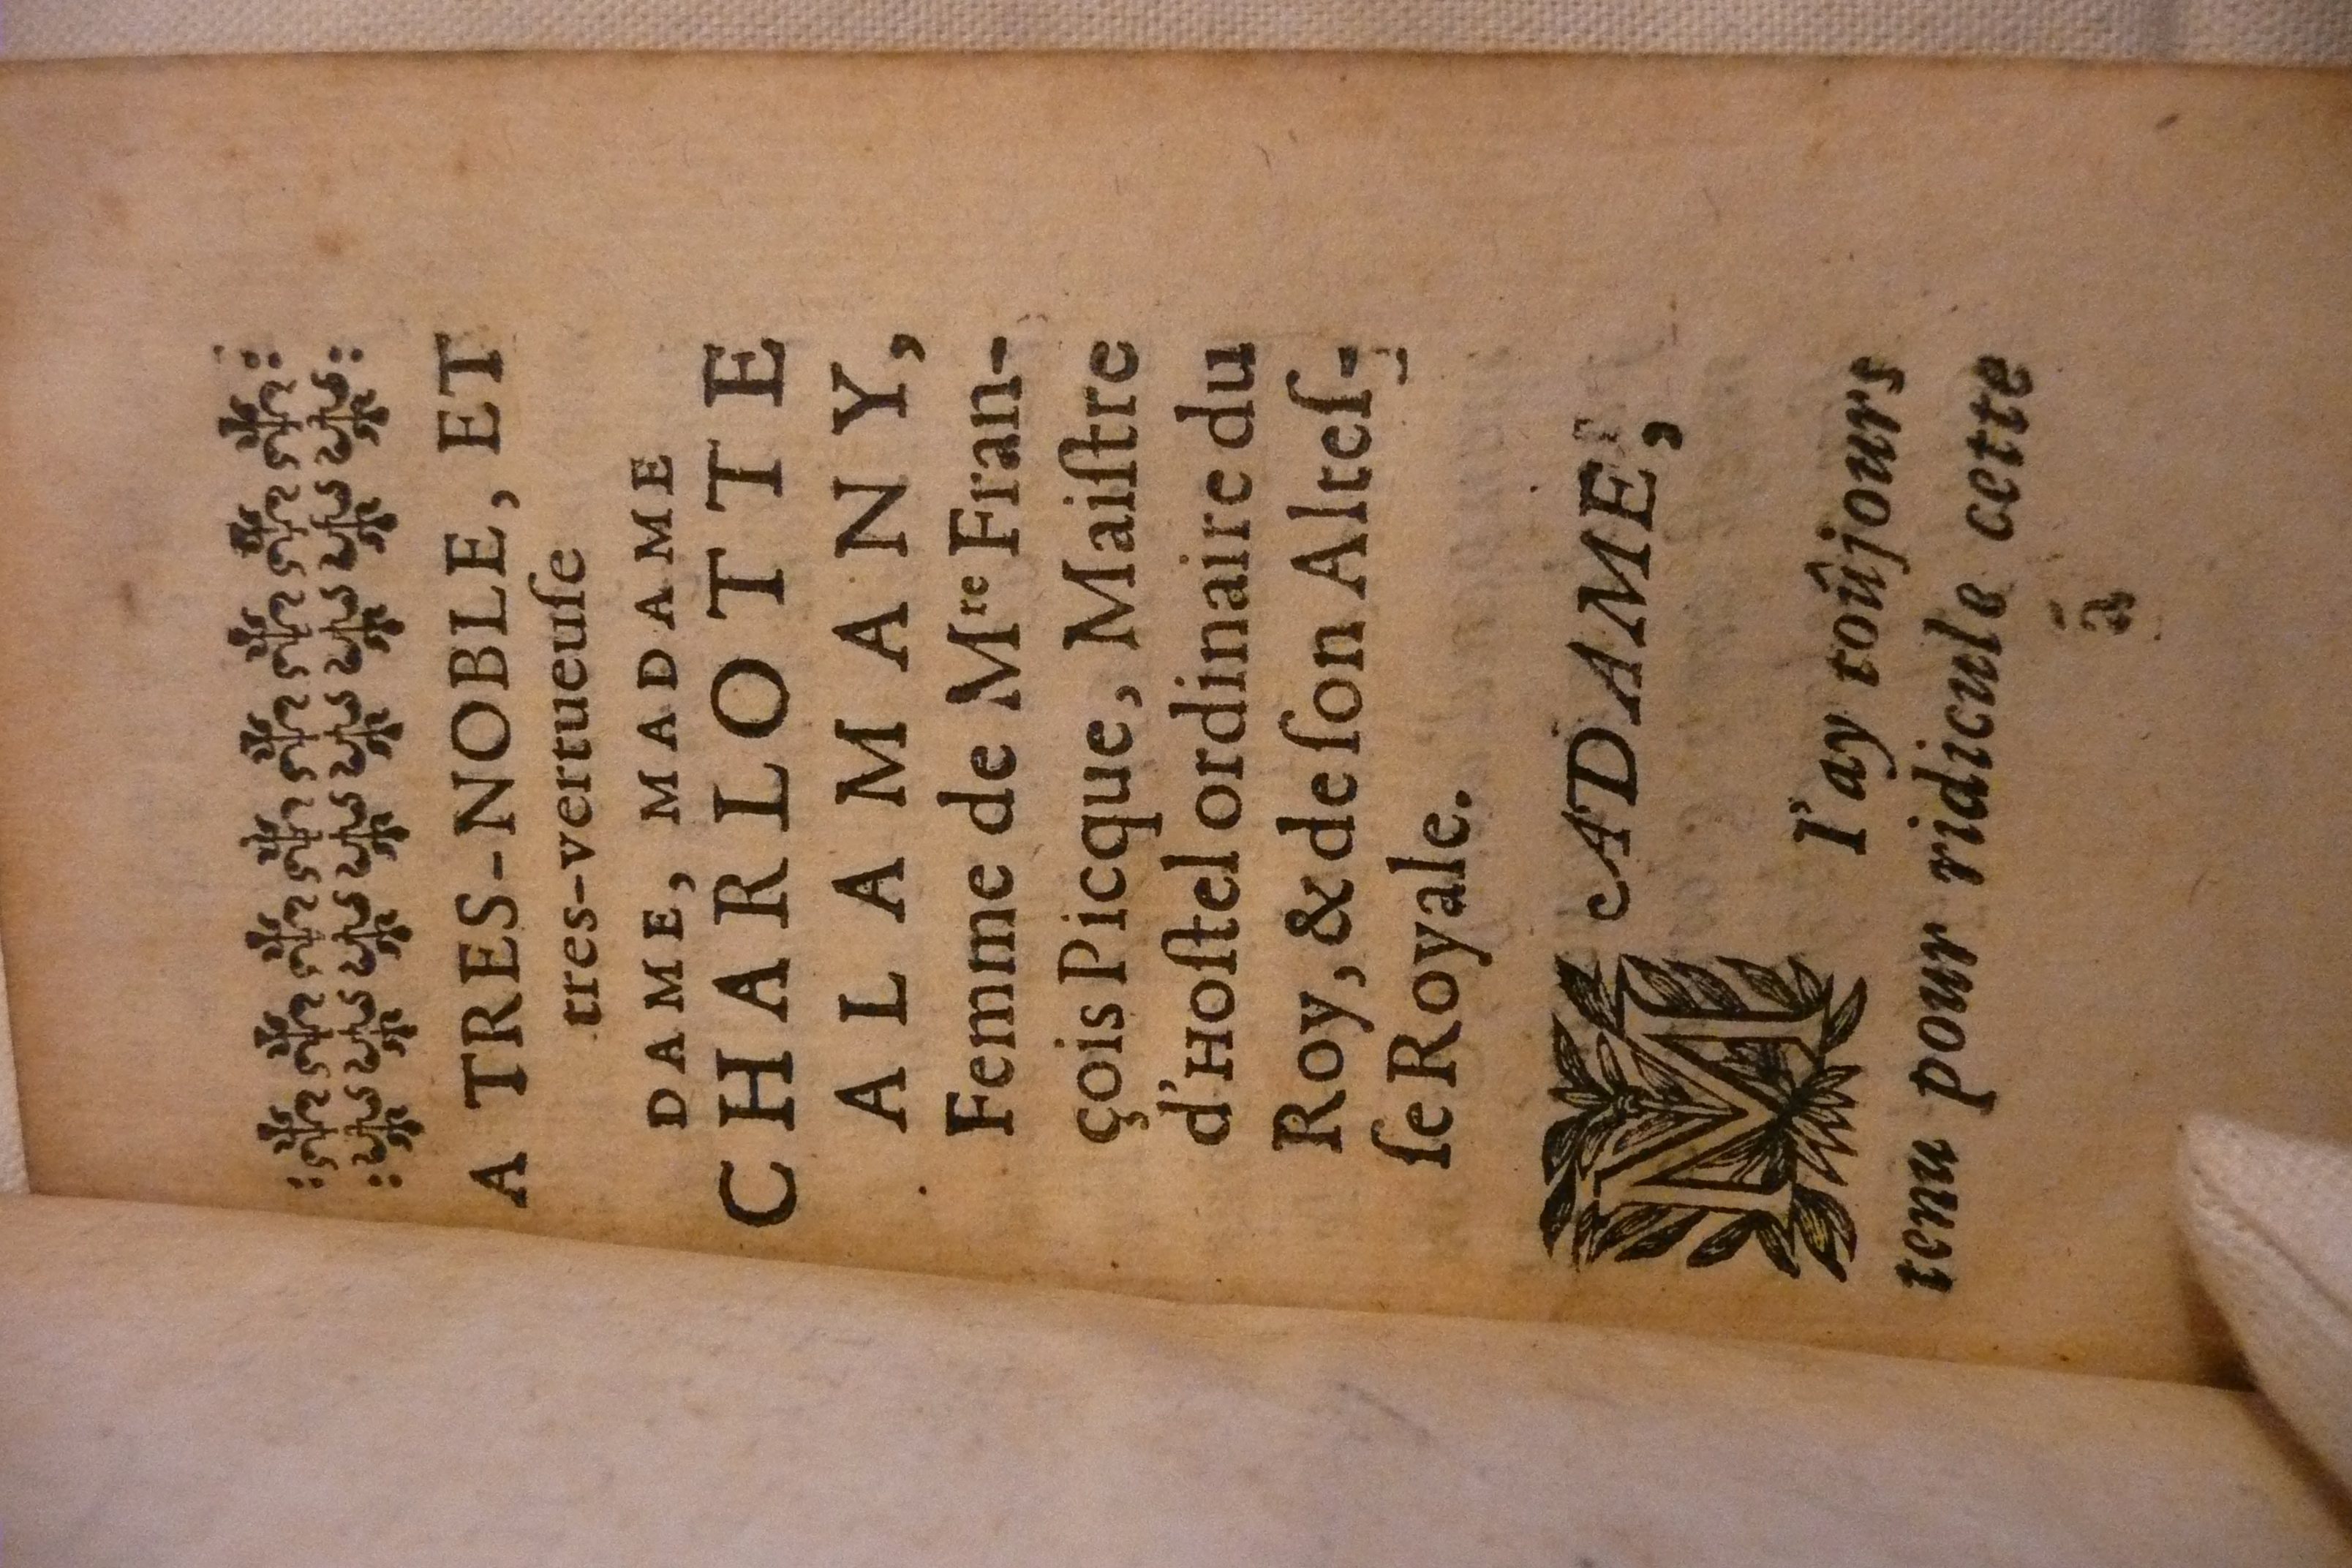 A TRES-NOBLE, ET
tres-vertueuſe
DAME, MADAME
CHARLOTTE
ALAMANY,
Femme de Mʳᵉ Fran-
çois Picque, Maiſtre
d'Hoſtel ordinaire du
Roy, & de ſon Alteſ-
ſe Royale.
MADAME,
I'ay toûjours
tenu pour ridicule cette
ã